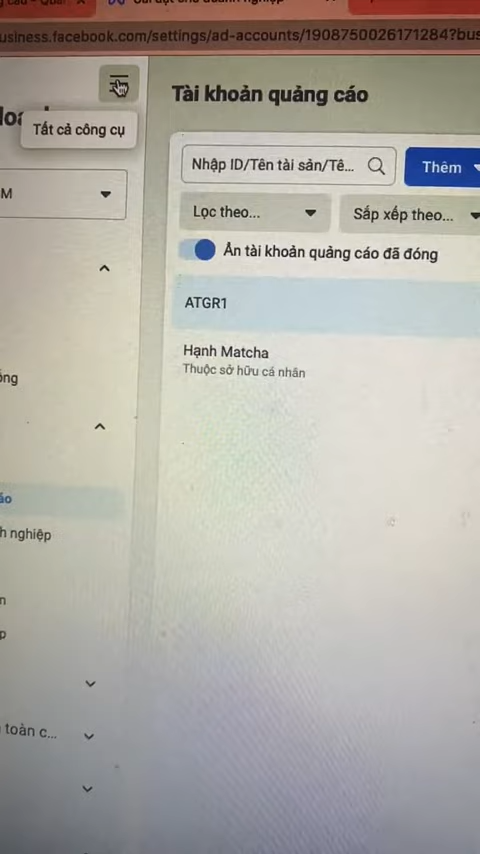 usiness.facebook.com/settings/ad-accounts/1908750026171284?bus
Tất cả công cụ
Tài khoản quảng cáo
M
Nhập ID/Tên tài sản/Tê...
Thêm
Lọc theo...
Sắp xếp theo...
Ẩn tài khoản quảng cáo đã đóng
ATGR1
Hạnh Matcha
Thuộc sở hữu cá nhân
ống
áo
h nghiệp
n
p
toàn c...